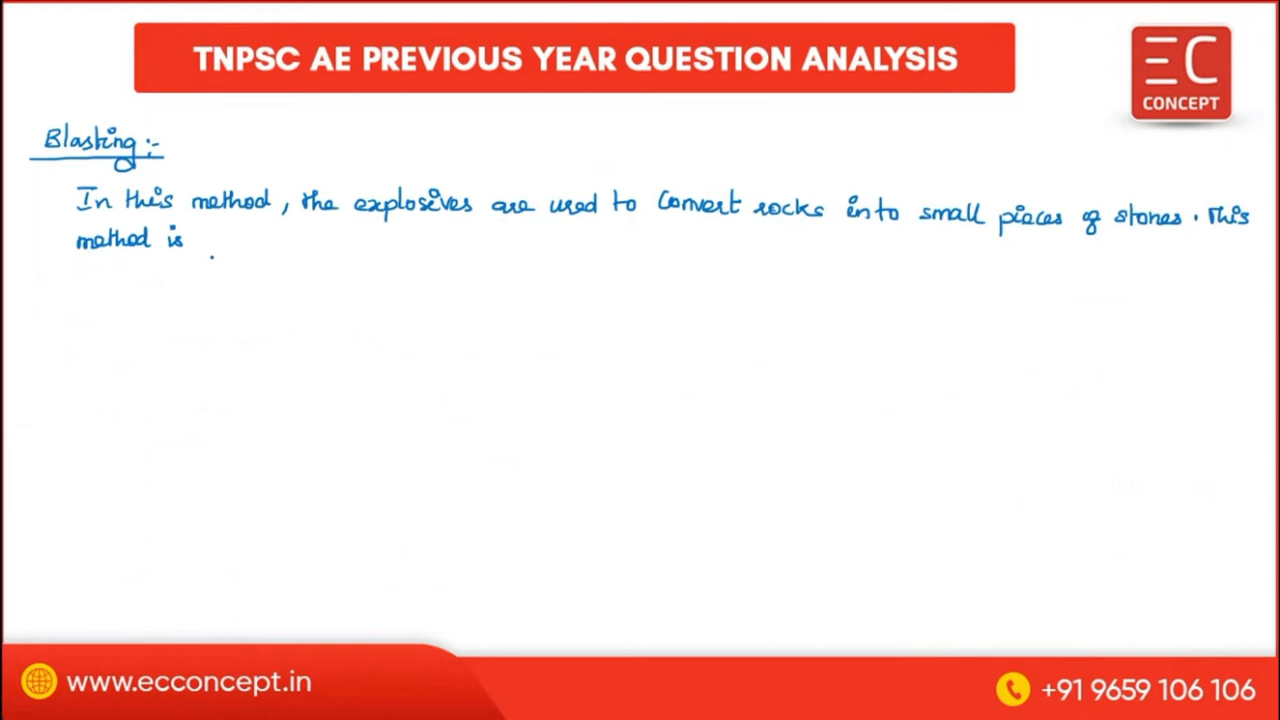 TNPSC AE PREVIOUS YEAR QUESTION ANALYSIS
EC
CONCEPT
Blasting :-
In this method, the explosives are used to convert rocks into small pieces of stones. This
method is
www.ecconcept.in
+91 9659 106 106